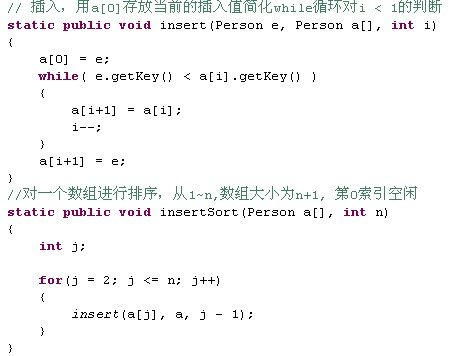 // 插入，用a[0]存放当前的插入值简化while循环对i < 1的判断
static public void insert(Person e, Person a[], int i)
{
    a[0] = e;
    while( e.getKey() < a[i].getKey() )
    {
        a[i+1] = a[i];
        i--;
    }
    a[i+1] = e;
}
//对一个数组进行排序，从1~n,数组大小为n+1, 第0索引空闲
static public void insertSort(Person a[], int n)
{
    int j;

    for(j = 2; j <= n; j++)
    {
        insert(a[j], a, j - 1);
    }
}